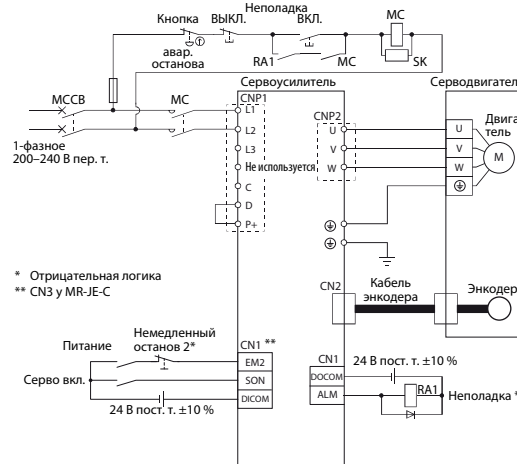 Неполадка
Кнопка ВЫКЛ. ВКЛ. MC
авар.
останова
RA1 MC SK
Сервоусилитель Серводвигател
MCCB MC CNP1
L1 CNP2
L2 U U Двига
тель
1-фазное
200–240 В пер. т.
L3 V V M
Не используется W W
C
D
P+
* Отрицательная логика
** CN3 у MR-JE-C
CN2 Кабель
энкодера
Энкодер
Питание Немедленный
останов 2*
CN1 **
EM2
Серво вкл. SON
DICOM
24 В пост. т. ±10 %
CN1
DOCOM 24 В пост. т. ±10 %
ALM RA1 Неполадка *